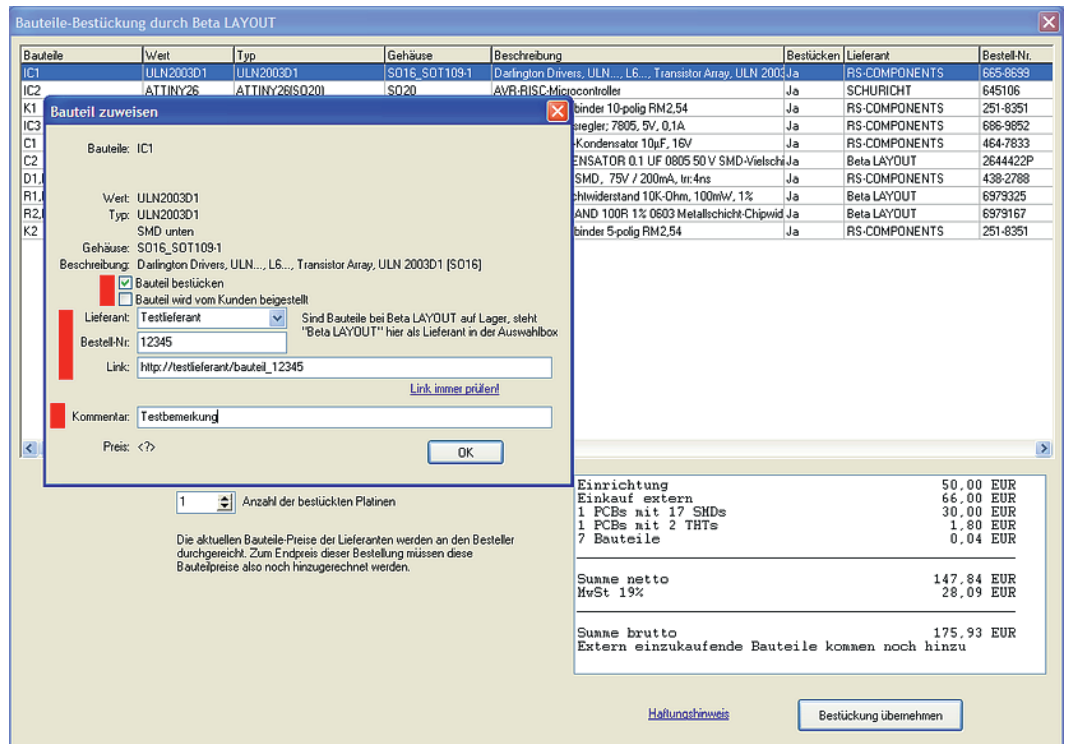 Bauteile-Bestückung durch Beta LAYOUT
Bauteile Wert Typ Gehäuse Beschreibung Bestücken Lieferant Bestell-Nr.
IC1 ULN2003D1 ULN2003D1 SO16_SOT109-1 Darlington Drivers, ULN..., L6..., Transistor Array, ULN 2003 Ja RS-COMPONENTS 665-8699
IC2 ATTINY26 ATTINY26(SO20) SO20 AVR-RISC-Microcontroller Ja SCHURICHT 645106
K1 binder 10-polig RM2,54 Ja RS-COMPONENTS 251-8351
IC3 sregler; 7805, 5V, 0,1A Ja RS-COMPONENTS 686-9852
C1 -Kondensator 10µF, 16V Ja RS-COMPONENTS 464-7833
C2 ENSATOR 0.1 UF 0805 50 V SMD-Vielschi Ja Beta LAYOUT 2644422P
D1, SMD, 75V / 200mA, trr:4ns Ja RS-COMPONENTS 438-2788
R1, chtwiderstand 10K-Ohm, 100mW, 1% Ja Beta LAYOUT 6979325
R2, AND 100R 1% 0603 Metallschicht-Chipwid Ja Beta LAYOUT 6979167
K2 binder 5-polig RM2,54 Ja RS-COMPONENTS 251-8351
Bauteil zuweisen
Bauteile: IC1
Wert: ULN2003D1
Typ: ULN2003D1
SMD unten
Gehäuse: SO16_SOT109-1
Beschreibung: Darlington Drivers, ULN..., L6..., Transistor Array, ULN 2003D1 [SO16]
Bauteil bestücken
Bauteil wird vom Kunden beigestellt
Lieferant: Testlieferant
Sind Bauteile bei Beta LAYOUT auf Lager, steht
"Beta LAYOUT" hier als Lieferant in der Auswahlbox
Bestell-Nr: 12345
Link: http://testlieferant/bauteil_12345
Link immer prüfen!
Kommentar: Testbemerkung
Preis: <?>
OK
1 Anzahl der bestückten Platinen
Die aktuellen Bauteile-Preise der Lieferanten werden an den Besteller
durchgereicht. Zum Endpreis dieser Bestellung müssen diese
Bauteilpreise also noch hinzugerechnet werden.
Einrichtung 50,00 EUR
Einkauf extern 66,00 EUR
1 PCBs mit 17 SMDs 30,00 EUR
1 PCBs mit 2 THTs 1,80 EUR
7 Bauteile 0,04 EUR
Summe netto 147,84 EUR
MwSt 19% 28,09 EUR
Summe brutto 175,93 EUR
Extern einzukaufende Bauteile kommen noch hinzu
Haftungshinweis
Bestückung übernehmen